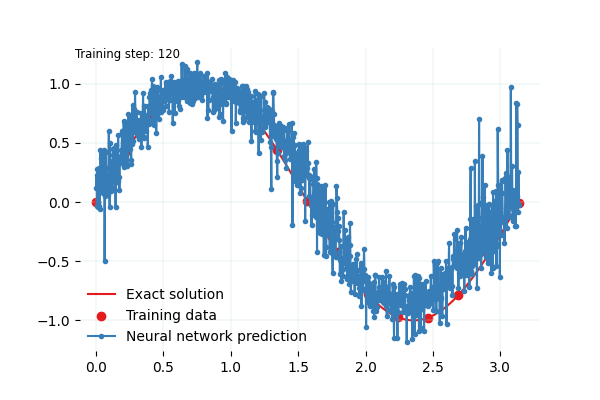 Training step: 120
1.0
0.5
0.0
−0.5
−1.0
Exact solution
Training data
Neural network prediction
0.0 0.5 1.0 1.5 2.0 2.5 3.0